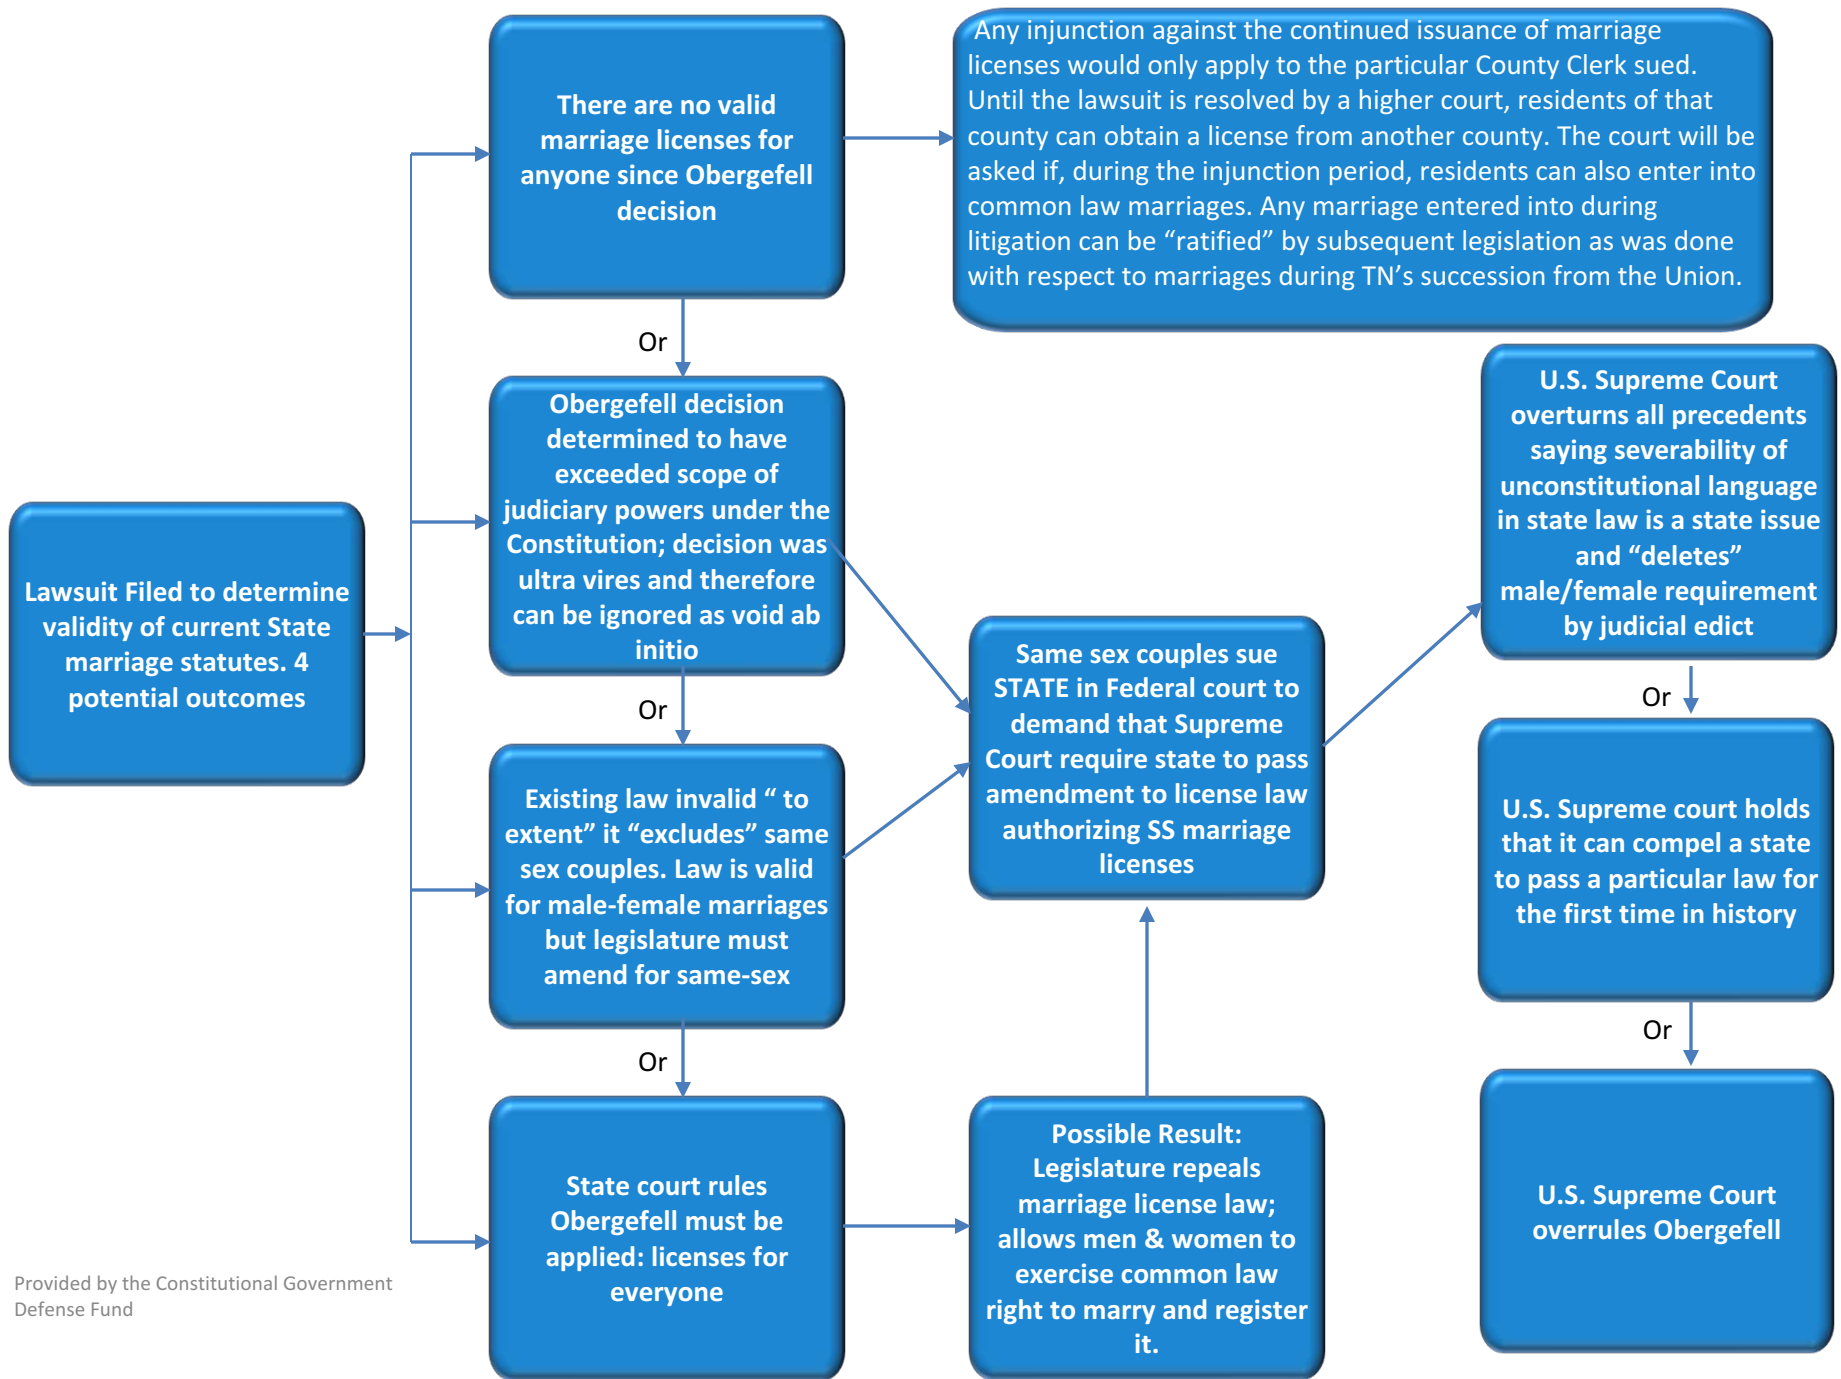 There are no valid
marriage licenses for
anyone since Obergefell
decision
Any injunction against the continued issuance of marriage
licenses would only apply to the particular County Clerk sued.
Until the lawsuit is resolved by a higher court, residents of that
county can obtain a license from another county. The court will be
asked if, during the injunction period, residents can also enter into
common law marriages. Any marriage entered into during
litigation can be “ratified” by subsequent legislation as was done
with respect to marriages during TN’s succession from the Union.
Or
Obergefell decision
determined to have
exceeded scope of
judiciary powers under the
Constitution; decision was
ultra vires and therefore
can be ignored as void ab
initio
U.S. Supreme Court
overturns all precedents
saying severability of
unconstitutional language
in state law is a state issue
and “deletes”
male/female requirement
by judicial edict
Lawsuit Filed to determine
validity of current State
marriage statutes. 4
potential outcomes
Same sex couples sue
STATE in Federal court to
demand that Supreme
Court require state to pass
amendment to license law
authorizing SS marriage
licenses
Or
Or
Existing law invalid “ to
extent” it “excludes” same
sex couples. Law is valid
for male-female marriages
but legislature must
amend for same-sex
U.S. Supreme court holds
that it can compel a state
to pass a particular law for
the first time in history
Or
Or
State court rules
Obergefell must be
applied: licenses for
everyone
Possible Result:
Legislature repeals
marriage license law;
allows men & women to
exercise common law
right to marry and register
it.
U.S. Supreme Court
overrules Obergefell
Provided by the Constitutional Government
Defense Fund